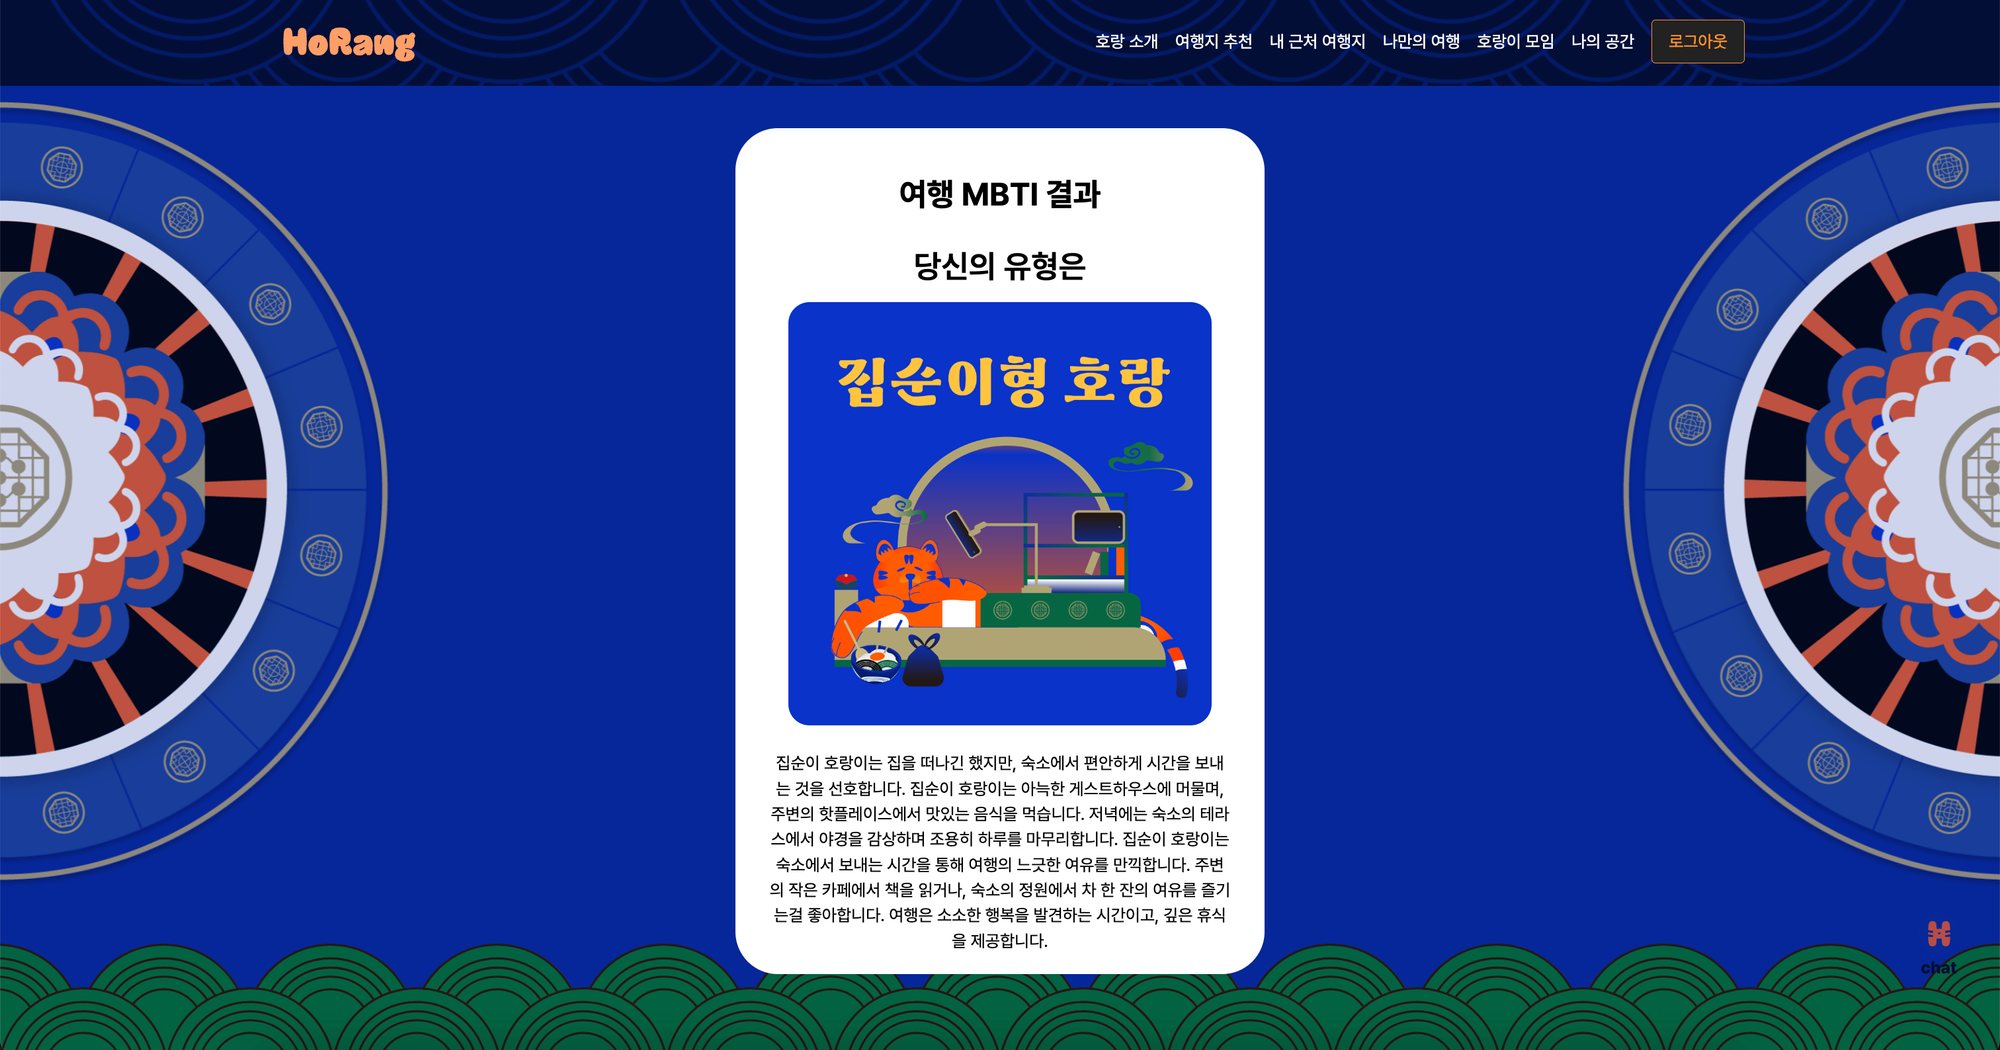 HoRang
호랑 소개 여행지 추천 내 근처 여행지 나만의 여행 호랑이 모임 나의 공간 로그아웃
여행 MBTI 결과
당신의 유형은
집순이형 호랑
집순이 호랑이는 집을 떠나긴 했지만, 숙소에서 편안하게 시간을 보내
는 것을 선호합니다. 집순이 호랑이는 아늑한 게스트하우스에 머물며,
주변의 핫플레이스에서 맛있는 음식을 먹습니다. 저녁에는 숙소의 테라
스에서 야경을 감상하며 조용히 하루를 마무리합니다. 집순이 호랑이는
숙소에서 보내는 시간을 통해 여행의 느긋한 여유를 만끽합니다. 주변
의 작은 카페에서 책을 읽거나, 숙소의 정원에서 차 한 잔의 여유를 즐기
는걸 좋아합니다. 여행은 소소한 행복을 발견하는 시간이고, 깊은 휴식
을 제공합니다.
chat